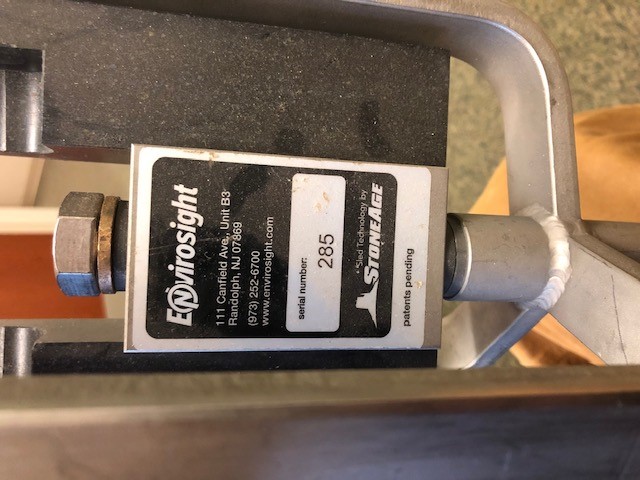 Envirosight
111 Canfield Ave., Unit B3
Randolph, NJ 07869
(973) 252-6700
www.envirosight.com
serial number:
285
"Sled Technology by
STONEAGE
patents pending